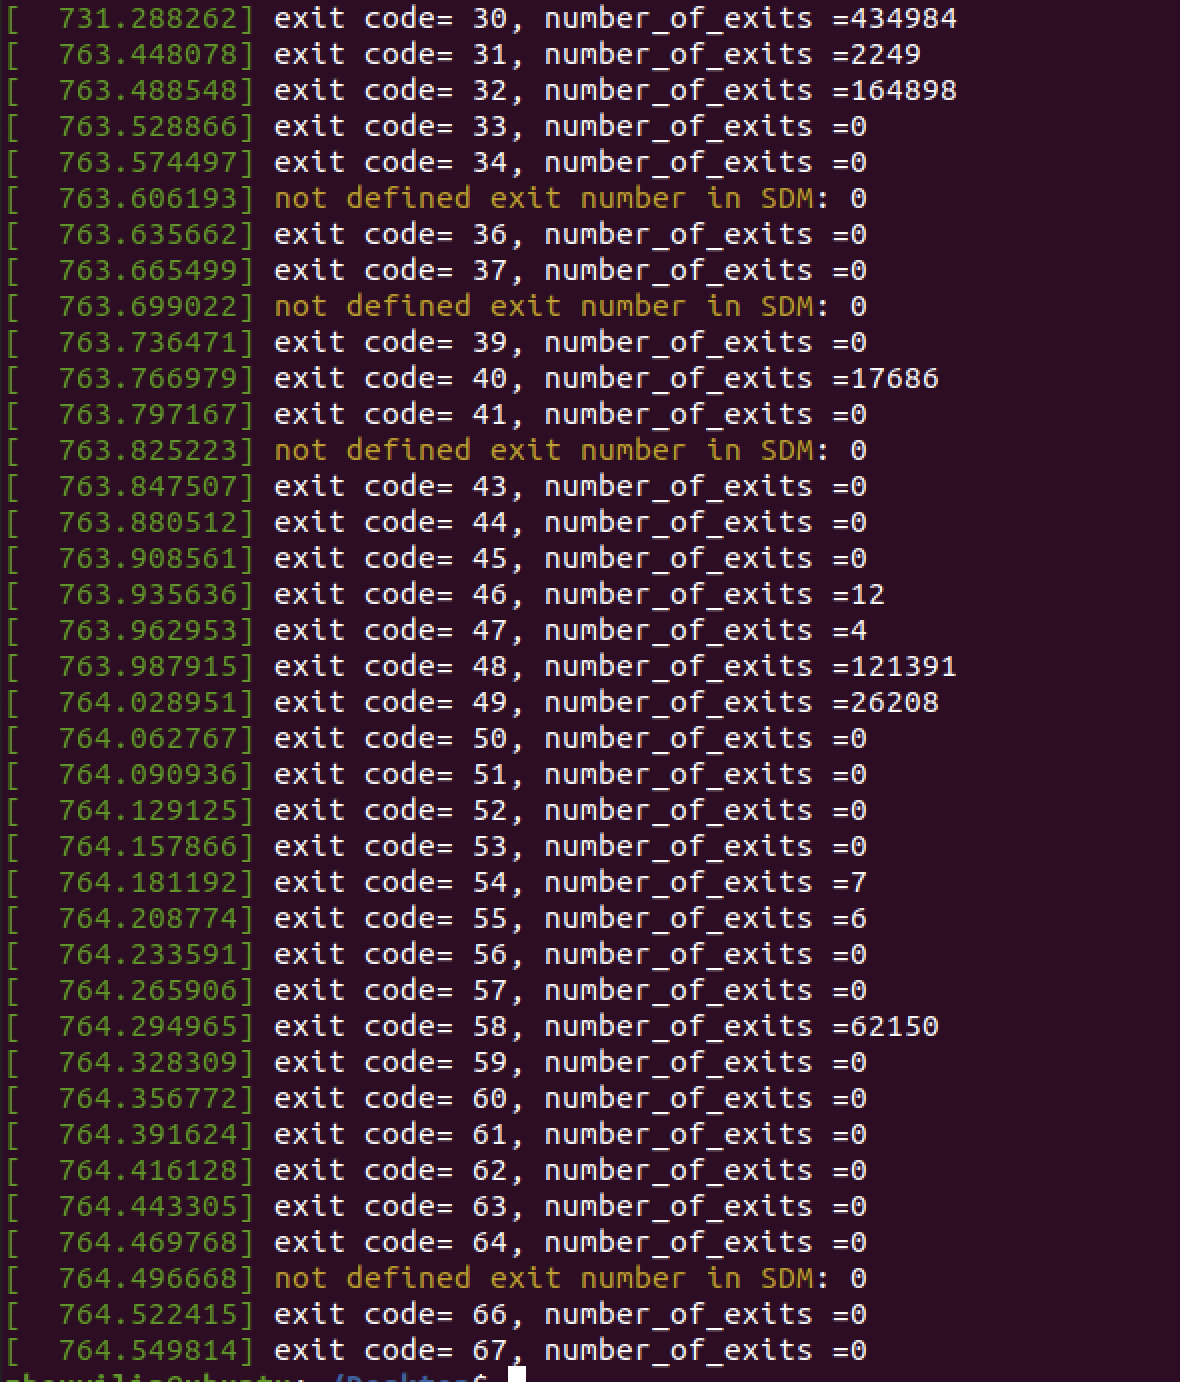 [  731.288262] exit code= 30, number_of_exits =434984
[  763.448078] exit code= 31, number_of_exits =2249
[  763.488548] exit code= 32, number_of_exits =164898
[  763.528866] exit code= 33, number_of_exits =0
[  763.574497] exit code= 34, number_of_exits =0
[  763.606193] not defined exit number in SDM: 0
[  763.635662] exit code= 36, number_of_exits =0
[  763.665499] exit code= 37, number_of_exits =0
[  763.699022] not defined exit number in SDM: 0
[  763.736471] exit code= 39, number_of_exits =0
[  763.766979] exit code= 40, number_of_exits =17686
[  763.797167] exit code= 41, number_of_exits =0
[  763.825223] not defined exit number in SDM: 0
[  763.847507] exit code= 43, number_of_exits =0
[  763.880512] exit code= 44, number_of_exits =0
[  763.908561] exit code= 45, number_of_exits =0
[  763.935636] exit code= 46, number_of_exits =12
[  763.962953] exit code= 47, number_of_exits =4
[  763.987915] exit code= 48, number_of_exits =121391
[  764.028951] exit code= 49, number_of_exits =26208
[  764.062767] exit code= 50, number_of_exits =0
[  764.090936] exit code= 51, number_of_exits =0
[  764.129125] exit code= 52, number_of_exits =0
[  764.157866] exit code= 53, number_of_exits =0
[  764.181192] exit code= 54, number_of_exits =7
[  764.208774] exit code= 55, number_of_exits =6
[  764.233591] exit code= 56, number_of_exits =0
[  764.265906] exit code= 57, number_of_exits =0
[  764.294965] exit code= 58, number_of_exits =62150
[  764.328309] exit code= 59, number_of_exits =0
[  764.356772] exit code= 60, number_of_exits =0
[  764.391624] exit code= 61, number_of_exits =0
[  764.416128] exit code= 62, number_of_exits =0
[  764.443305] exit code= 63, number_of_exits =0
[  764.469768] exit code= 64, number_of_exits =0
[  764.496668] not defined exit number in SDM: 0
[  764.522415] exit code= 66, number_of_exits =0
[  764.549814] exit code= 67, number_of_exits =0